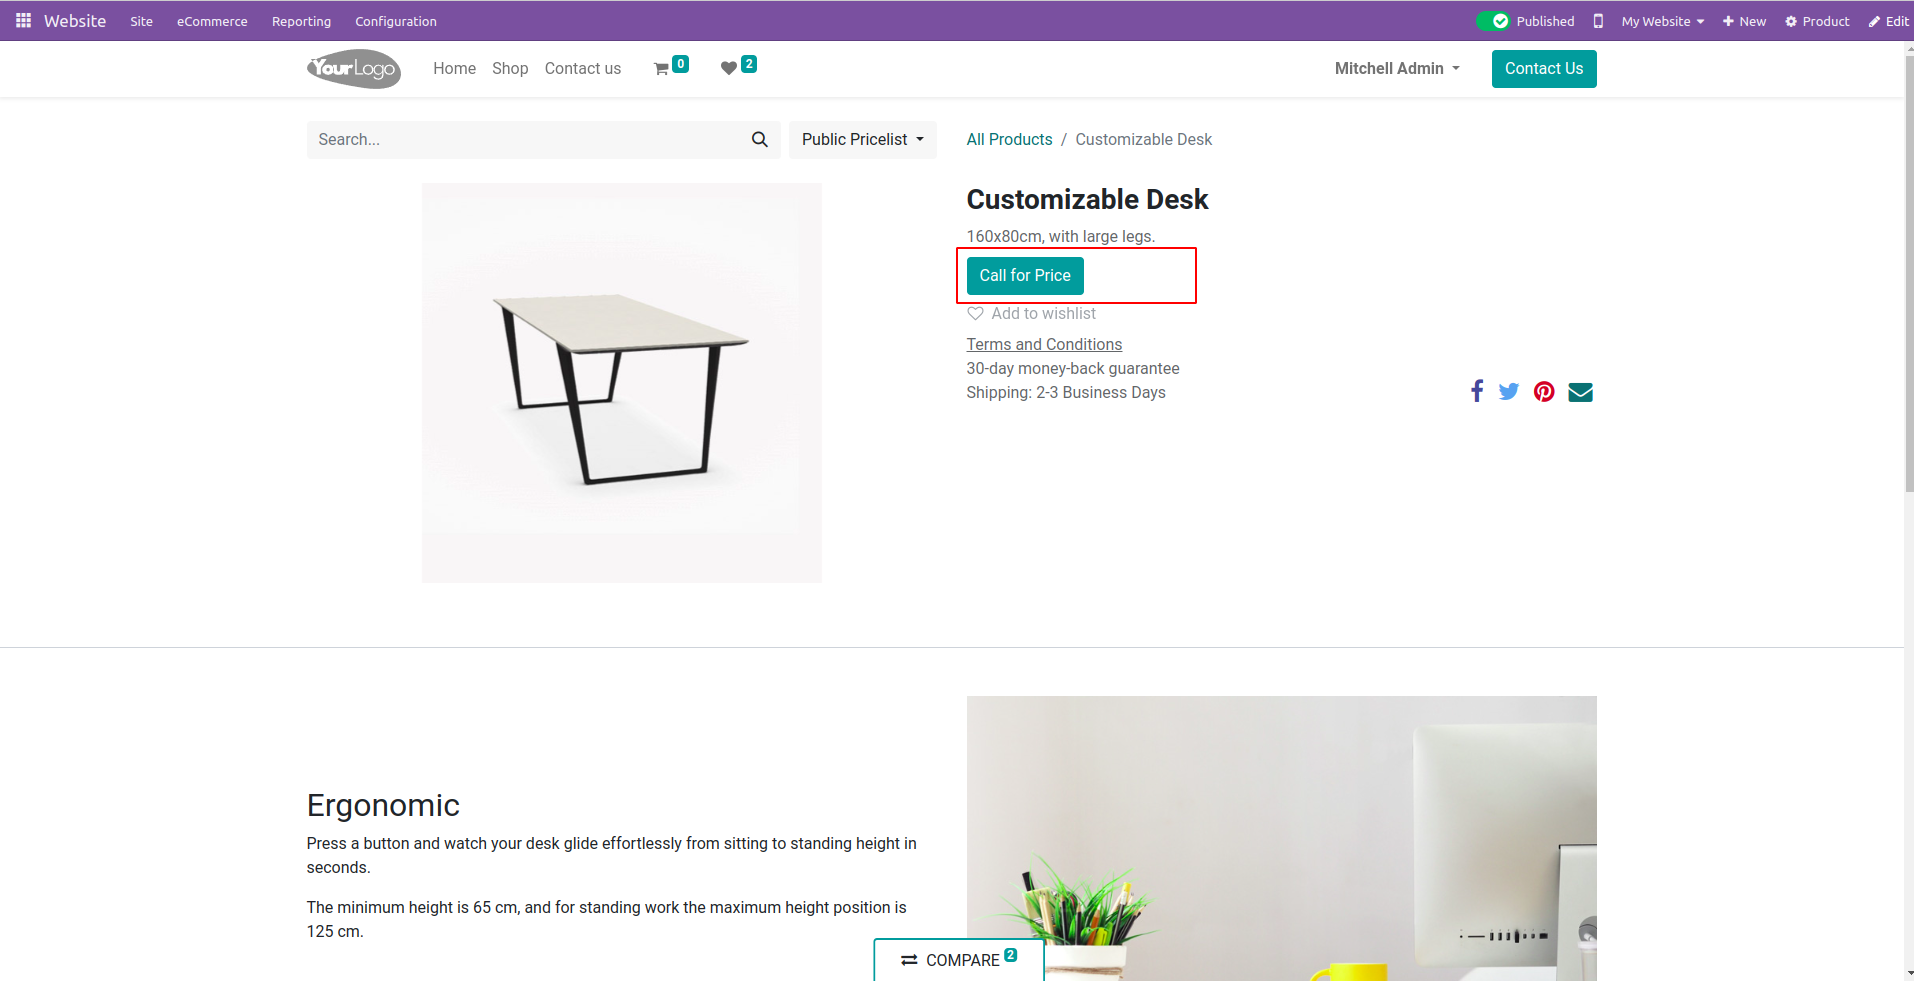 Website Site eCommerce Reporting Configuration Published My Website New Product Edit
YourLogo Home Shop Contact us 0 2 Mitchell Admin Contact Us
Search... Public Pricelist All Products / Customizable Desk
Customizable Desk
160x80cm, with large legs.
Call for Price
Add to wishlist
Terms and Conditions
30-day money-back guarantee
Shipping: 2-3 Business Days
Ergonomic
Press a button and watch your desk glide effortlessly from sitting to standing height in
seconds.
The minimum height is 65 cm, and for standing work the maximum height position is
125 cm.
COMPARE 2